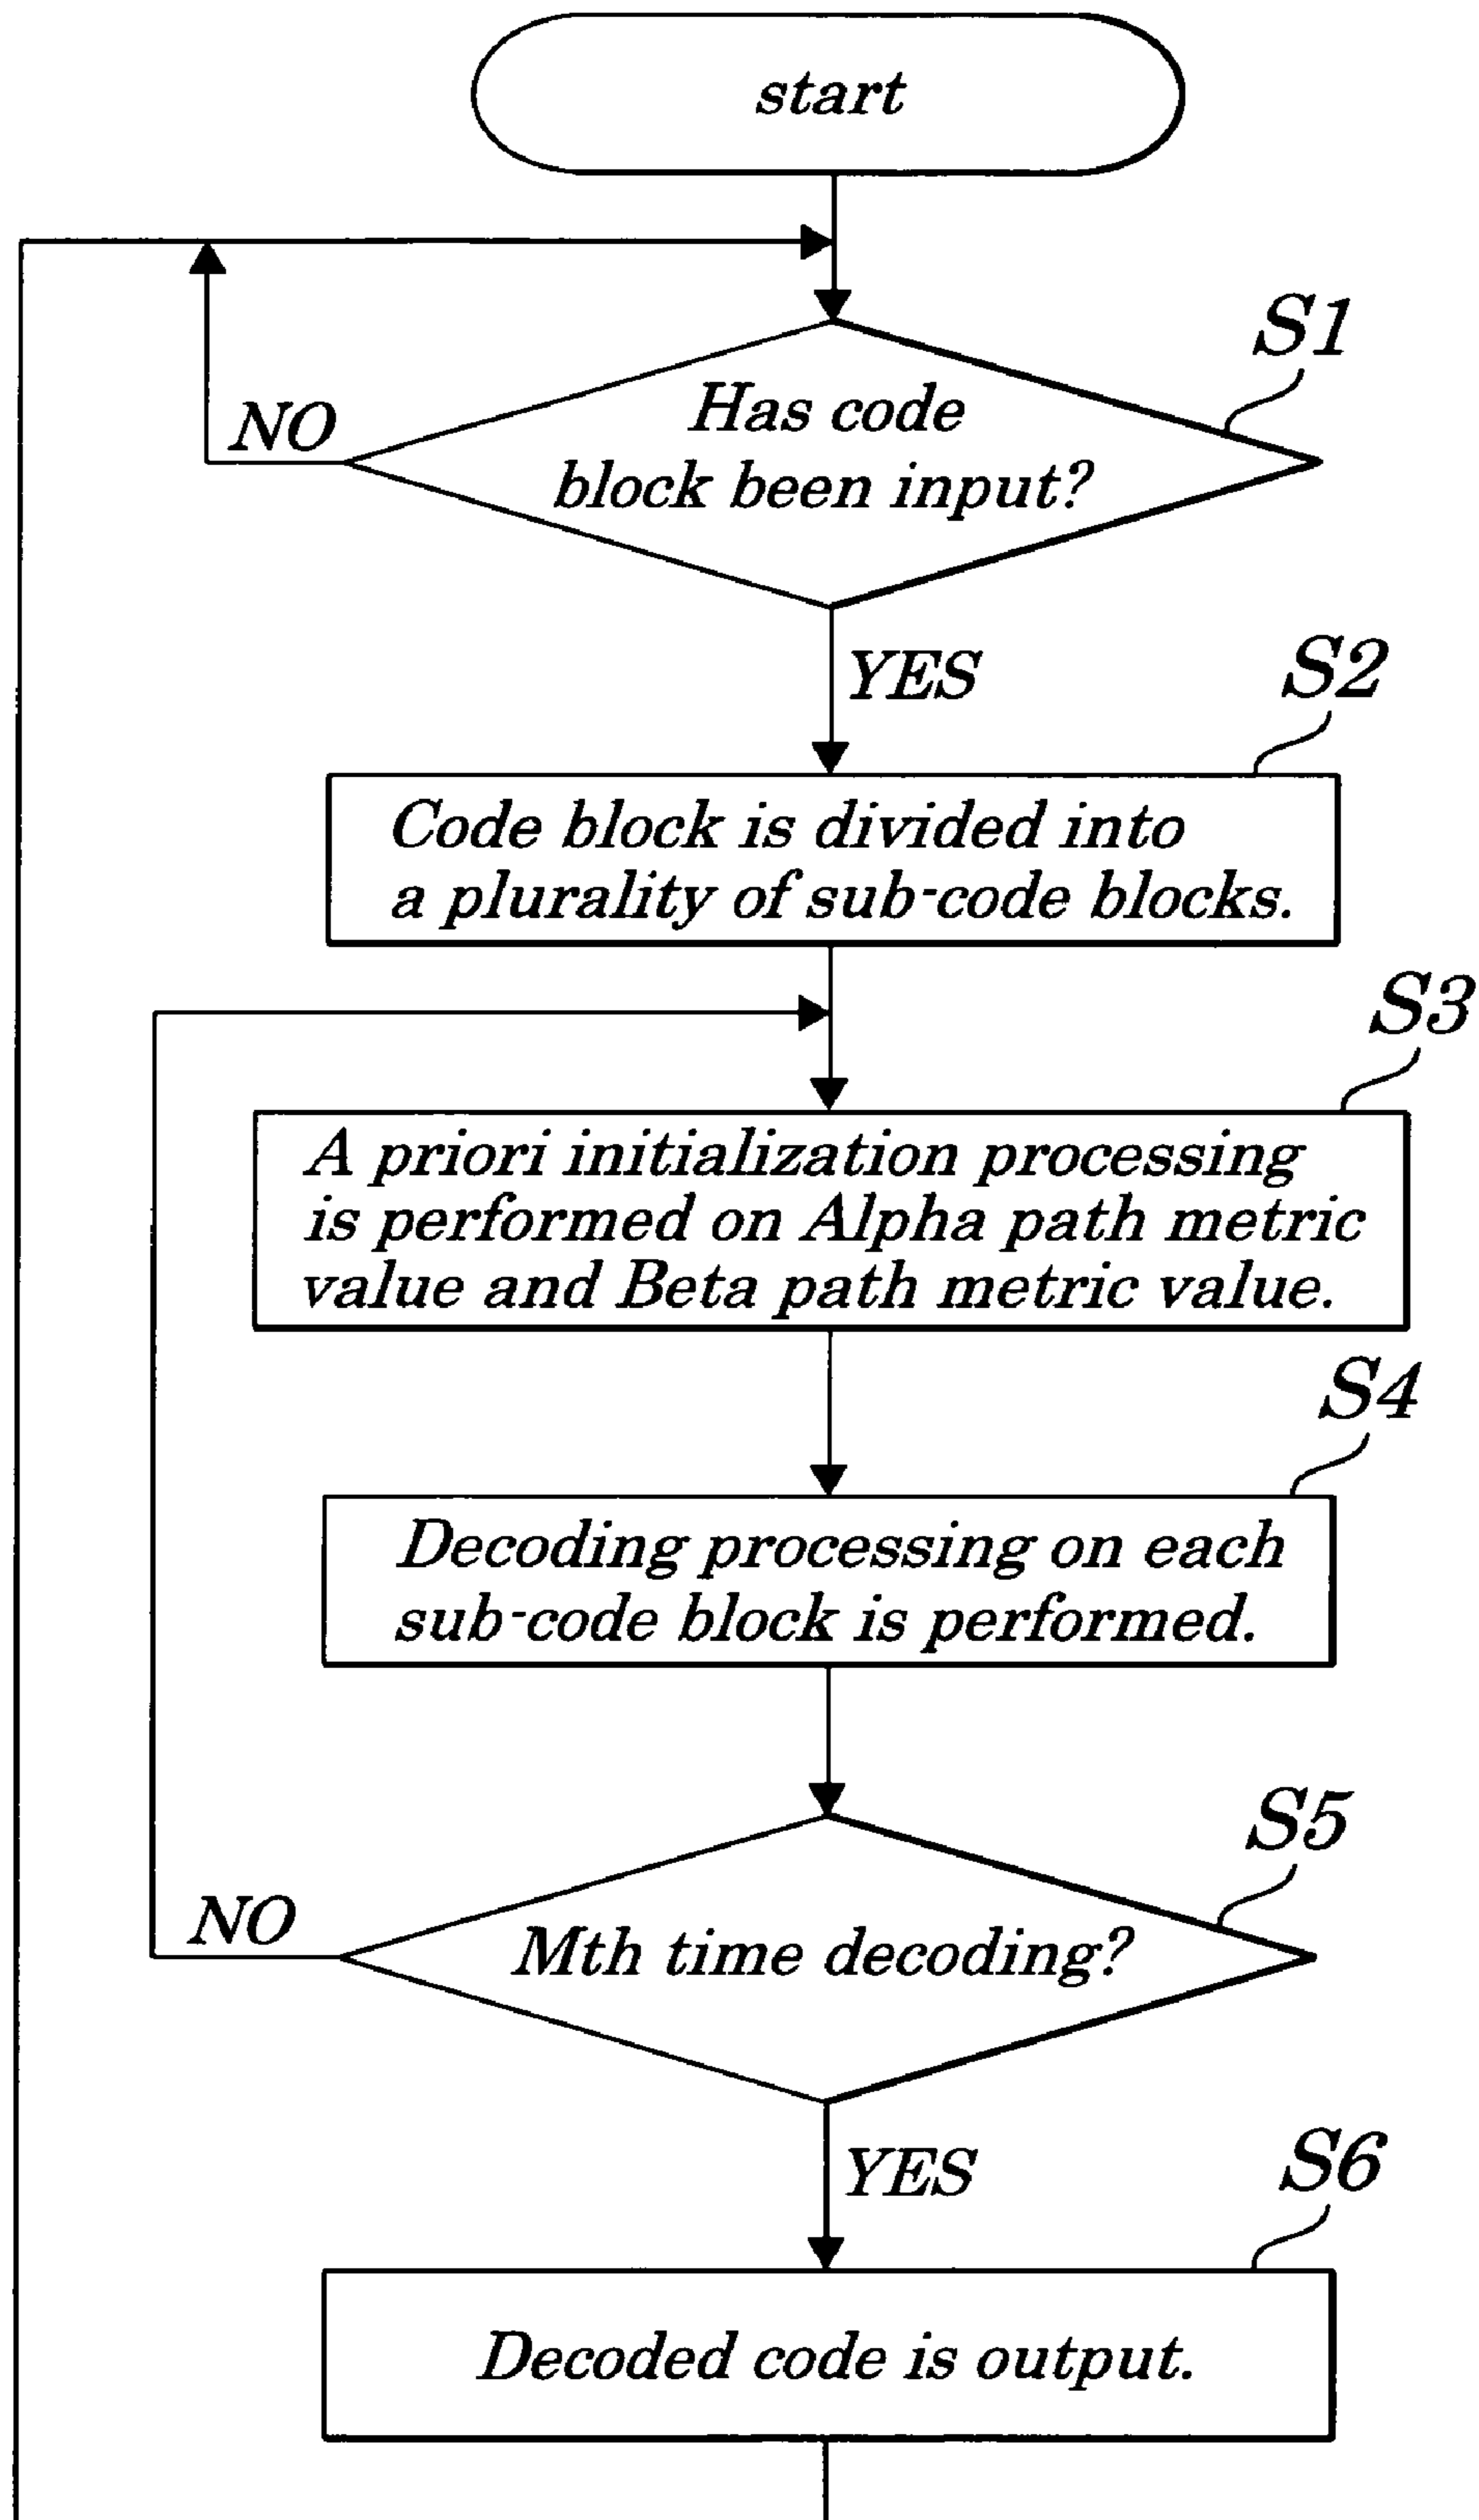 start
S1
Has code
block been input?
NO
YES
S2
Code block is divided into
a plurality of sub-code blocks.
S3
A priori initialization processing
is performed on Alpha path metric
value and Beta path metric value.
S4
Decoding processing on each
sub-code block is performed.
S5
Mth time decoding?
NO
YES
S6
Decoded code is output.